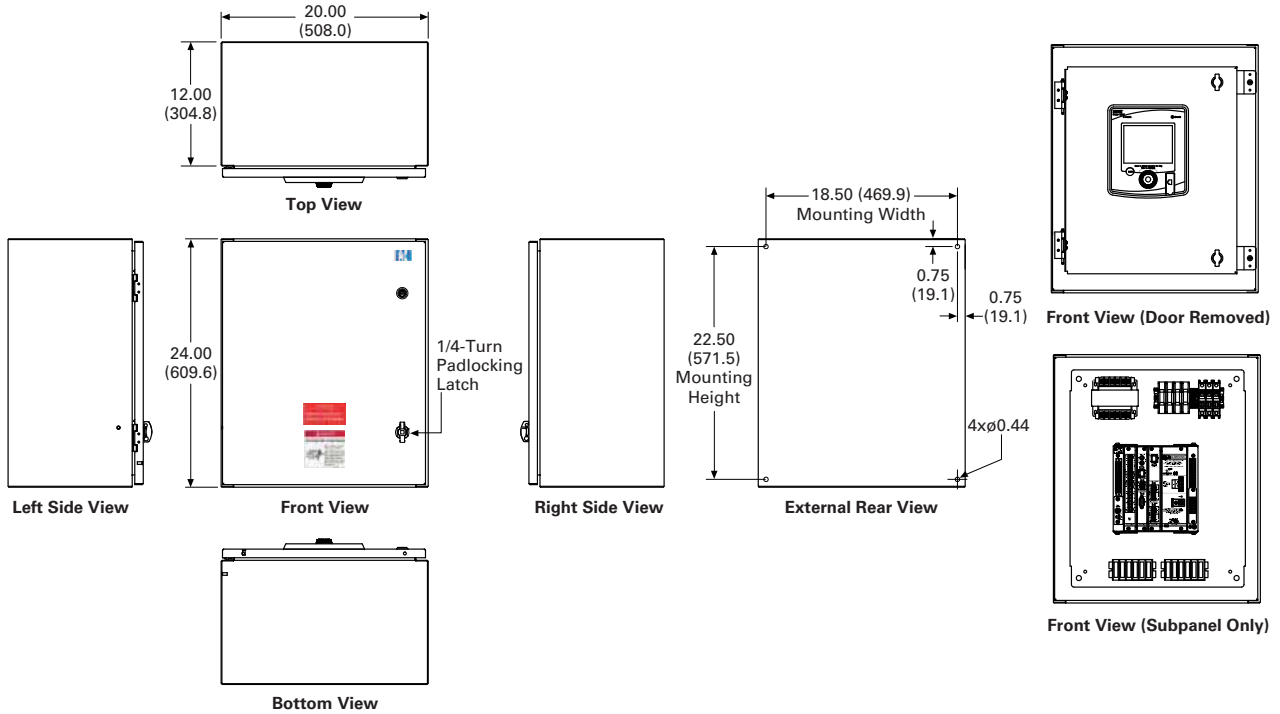 20.00
(508.0)
12.00
(304.8)
Top View
24.00
(609.6)
1/4-Turn
Padlocking
Latch
Left Side View
Front View
Right Side View
18.50 (469.9)
Mounting Width
0.75
(19.1)
0.75
(19.1)
22.50
(571.5)
Mounting
Height
4xø0.44
External Rear View
Front View (Door Removed)
Front View (Subpanel Only)
Bottom View